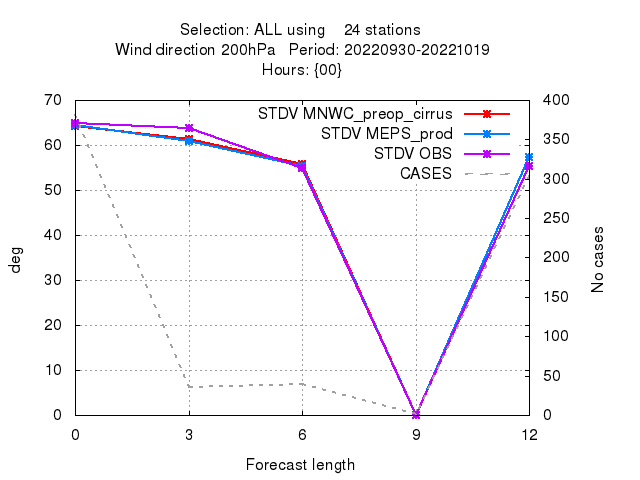 Selection: ALL using    24 stations
Wind direction 200hPa   Period: 20220930-20221019
Hours: {00}
70
60
50
40
30
20
10
0
deg
STDV MNWC_preop_cirrus
STDV MEPS_prod
STDV OBS
CASES
400
350
300
250
200
150
100
50
0
No cases
0 3 6 9 12
Forecast length